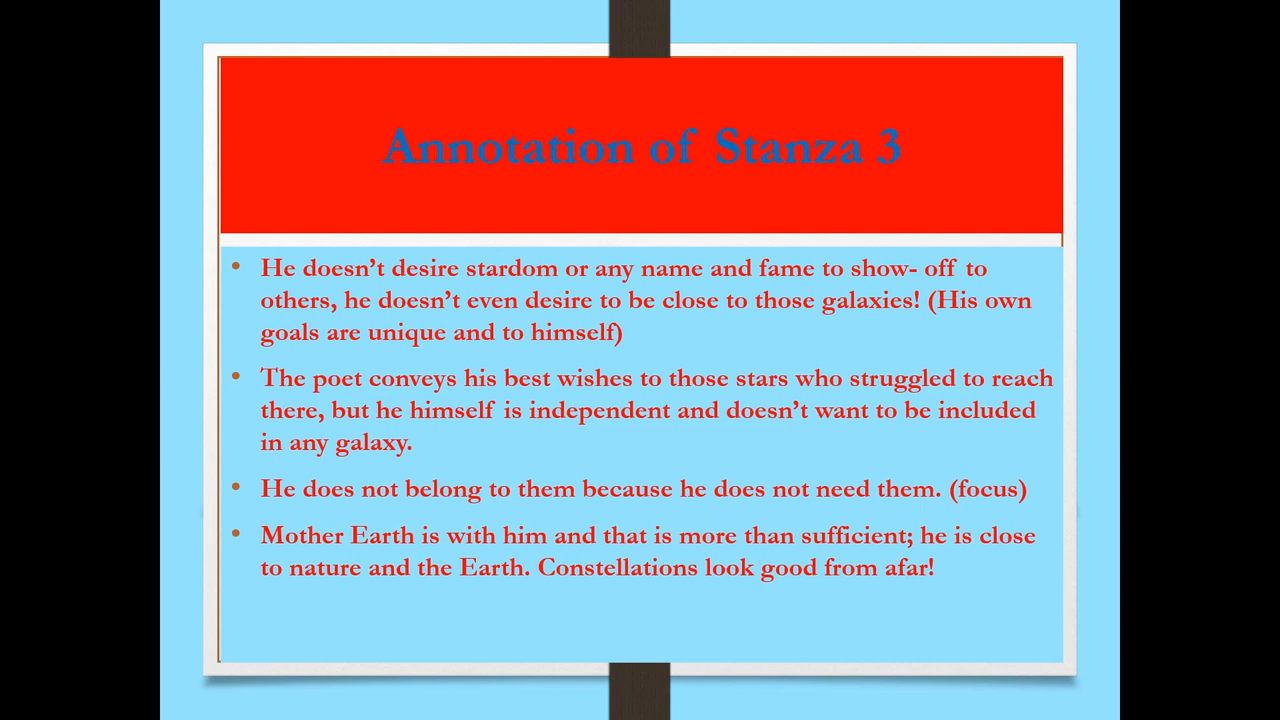 Annotation of Stanza 3
• He doesn’t desire stardom or any name and fame to show- off to
others, he doesn’t even desire to be close to those galaxies! (His own
goals are unique and to himself)
• The poet conveys his best wishes to those stars who struggled to reach
there, but he himself is independent and doesn’t want to be included
in any galaxy.
• He does not belong to them because he does not need them. (focus)
• Mother Earth is with him and that is more than sufficient; he is close
to nature and the Earth. Constellations look good from afar!